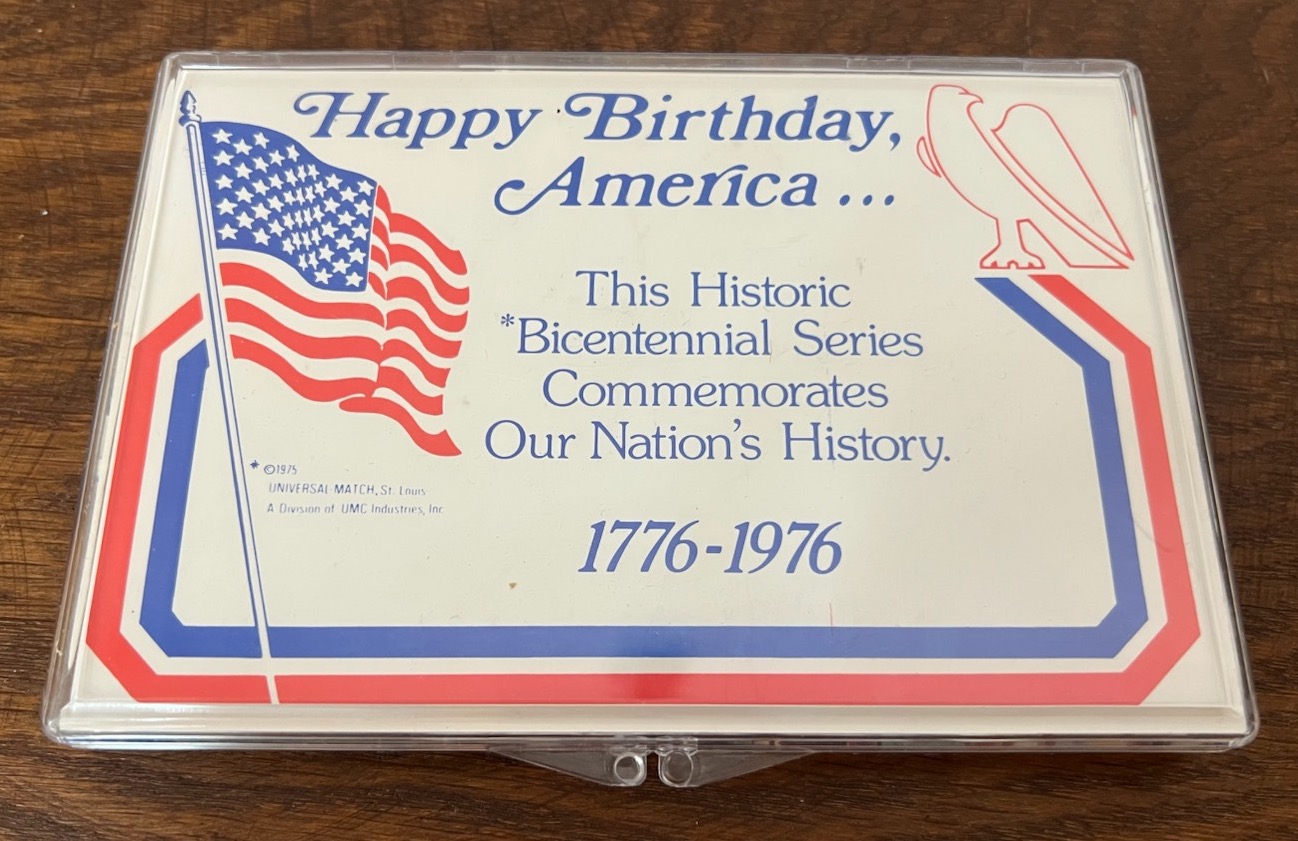 Happy Birthday,
America...
This Historic
*Bicentennial Series
Commemorates
Our Nation's History.
* ©1975
UNIVERSAL-MATCH, St. Louis
A Division of UMC Industries, Inc.
1776-1976